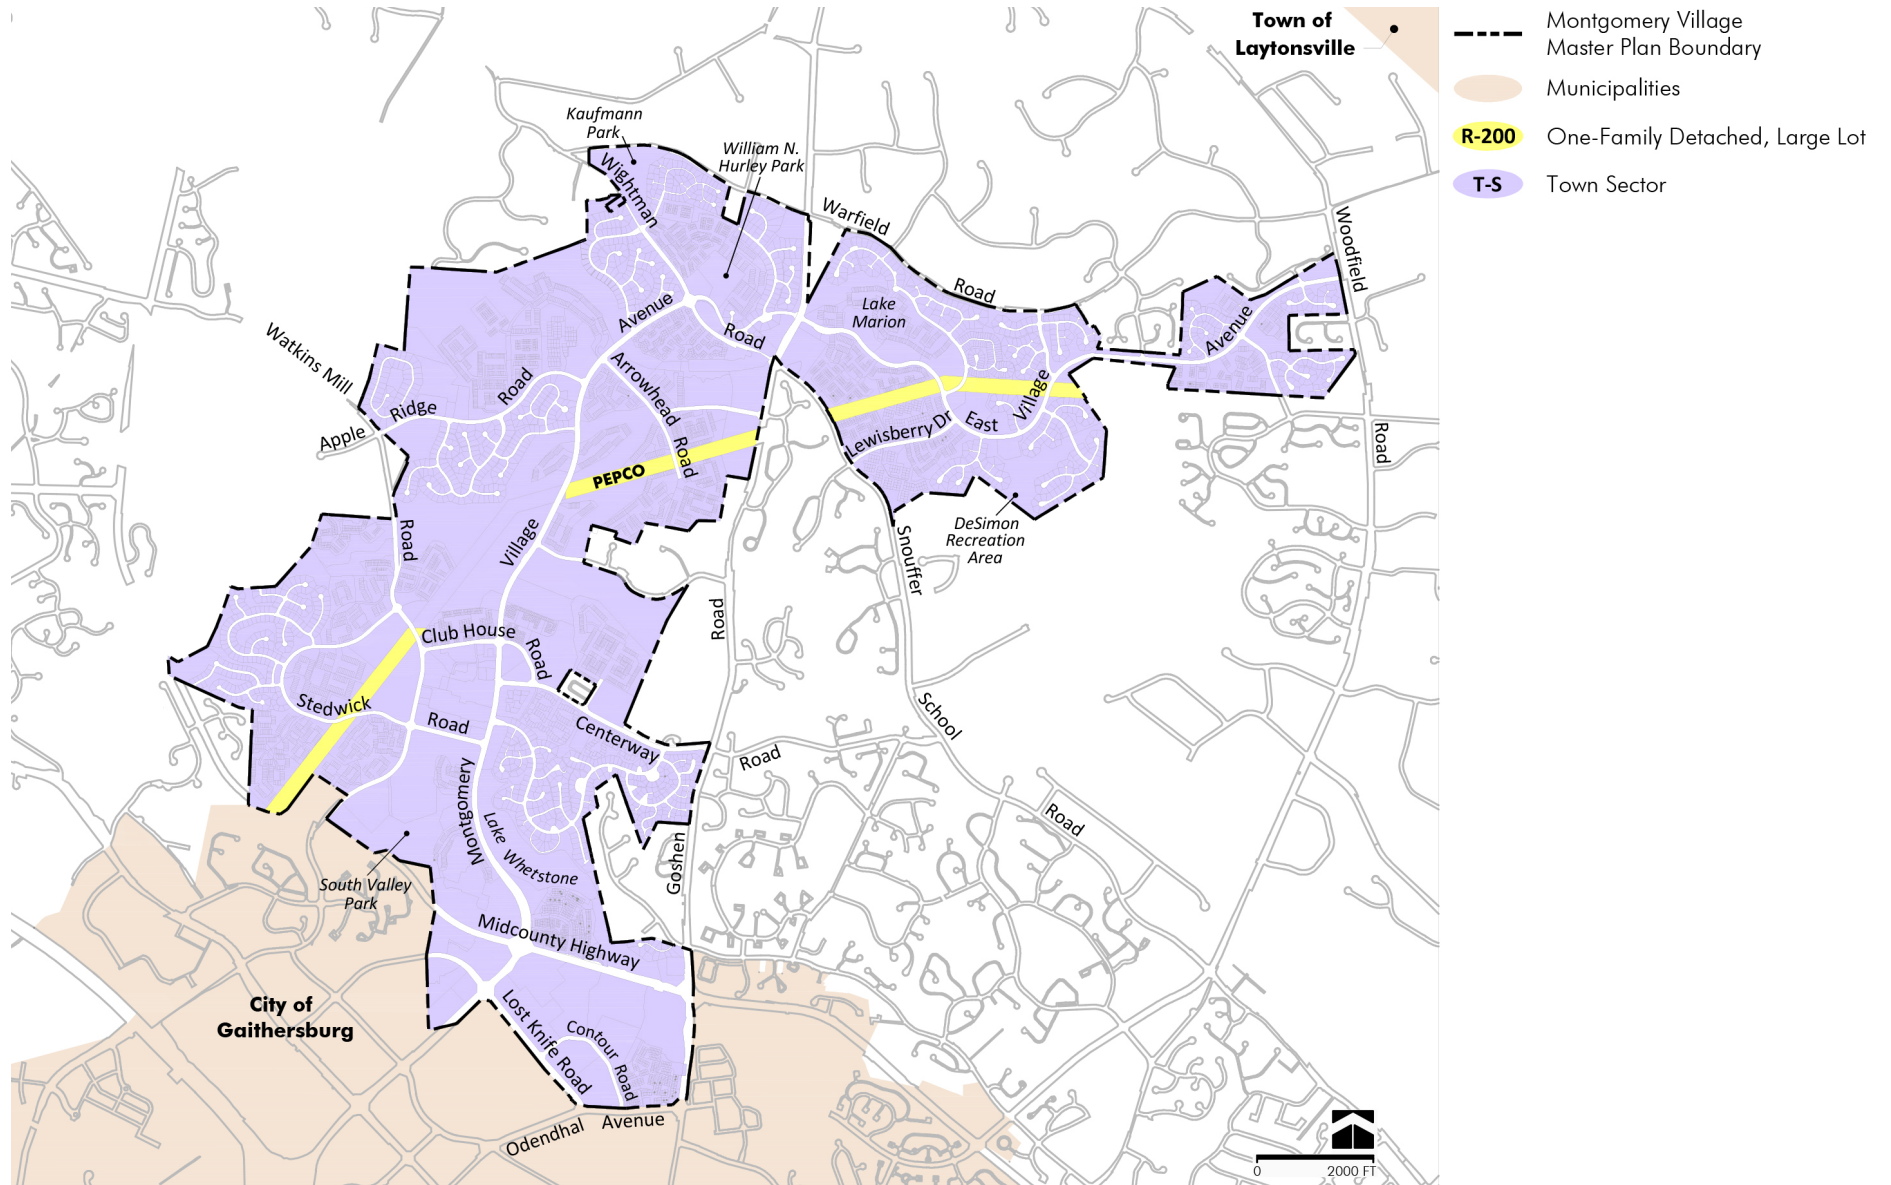 Town of
Laytonsville
Montgomery Village
Master Plan Boundary
Municipalities
R-200
One-Family Detached, Large Lot
T-S
Town Sector
Kaufmann
Park
William N.
Hurley Park
Wightman
Warfield
Road
Woodfield
Road
Lake
Marion
Avenue
Road
Avenue
Watkins Mill
Arrowhead
Road
Road
Ridge
Apple
Village
Lewisberry Dr
East
PEPCO
Village
Road
DeSimon
Recreation
Area
Snouffer
Road
Club House
Road
Stedwick
Road
Centerway
Road
School
Road
Montgomery
Lake
Whetstone
Goshen
South Valley
Park
Midcounty Highway
City of
Gaithersburg
Lost Knife Road
Contour
Road
Odendhal
Avenue
0
2000 FT